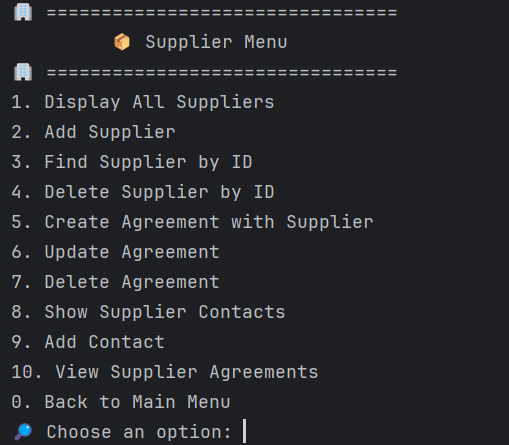 🏢 ================================
📦 Supplier Menu
🏢 ================================
1. Display All Suppliers
2. Add Supplier
3. Find Supplier by ID
4. Delete Supplier by ID
5. Create Agreement with Supplier
6. Update Agreement
7. Delete Agreement
8. Show Supplier Contacts
9. Add Contact
10. View Supplier Agreements
0. Back to Main Menu
🔎 Choose an option: